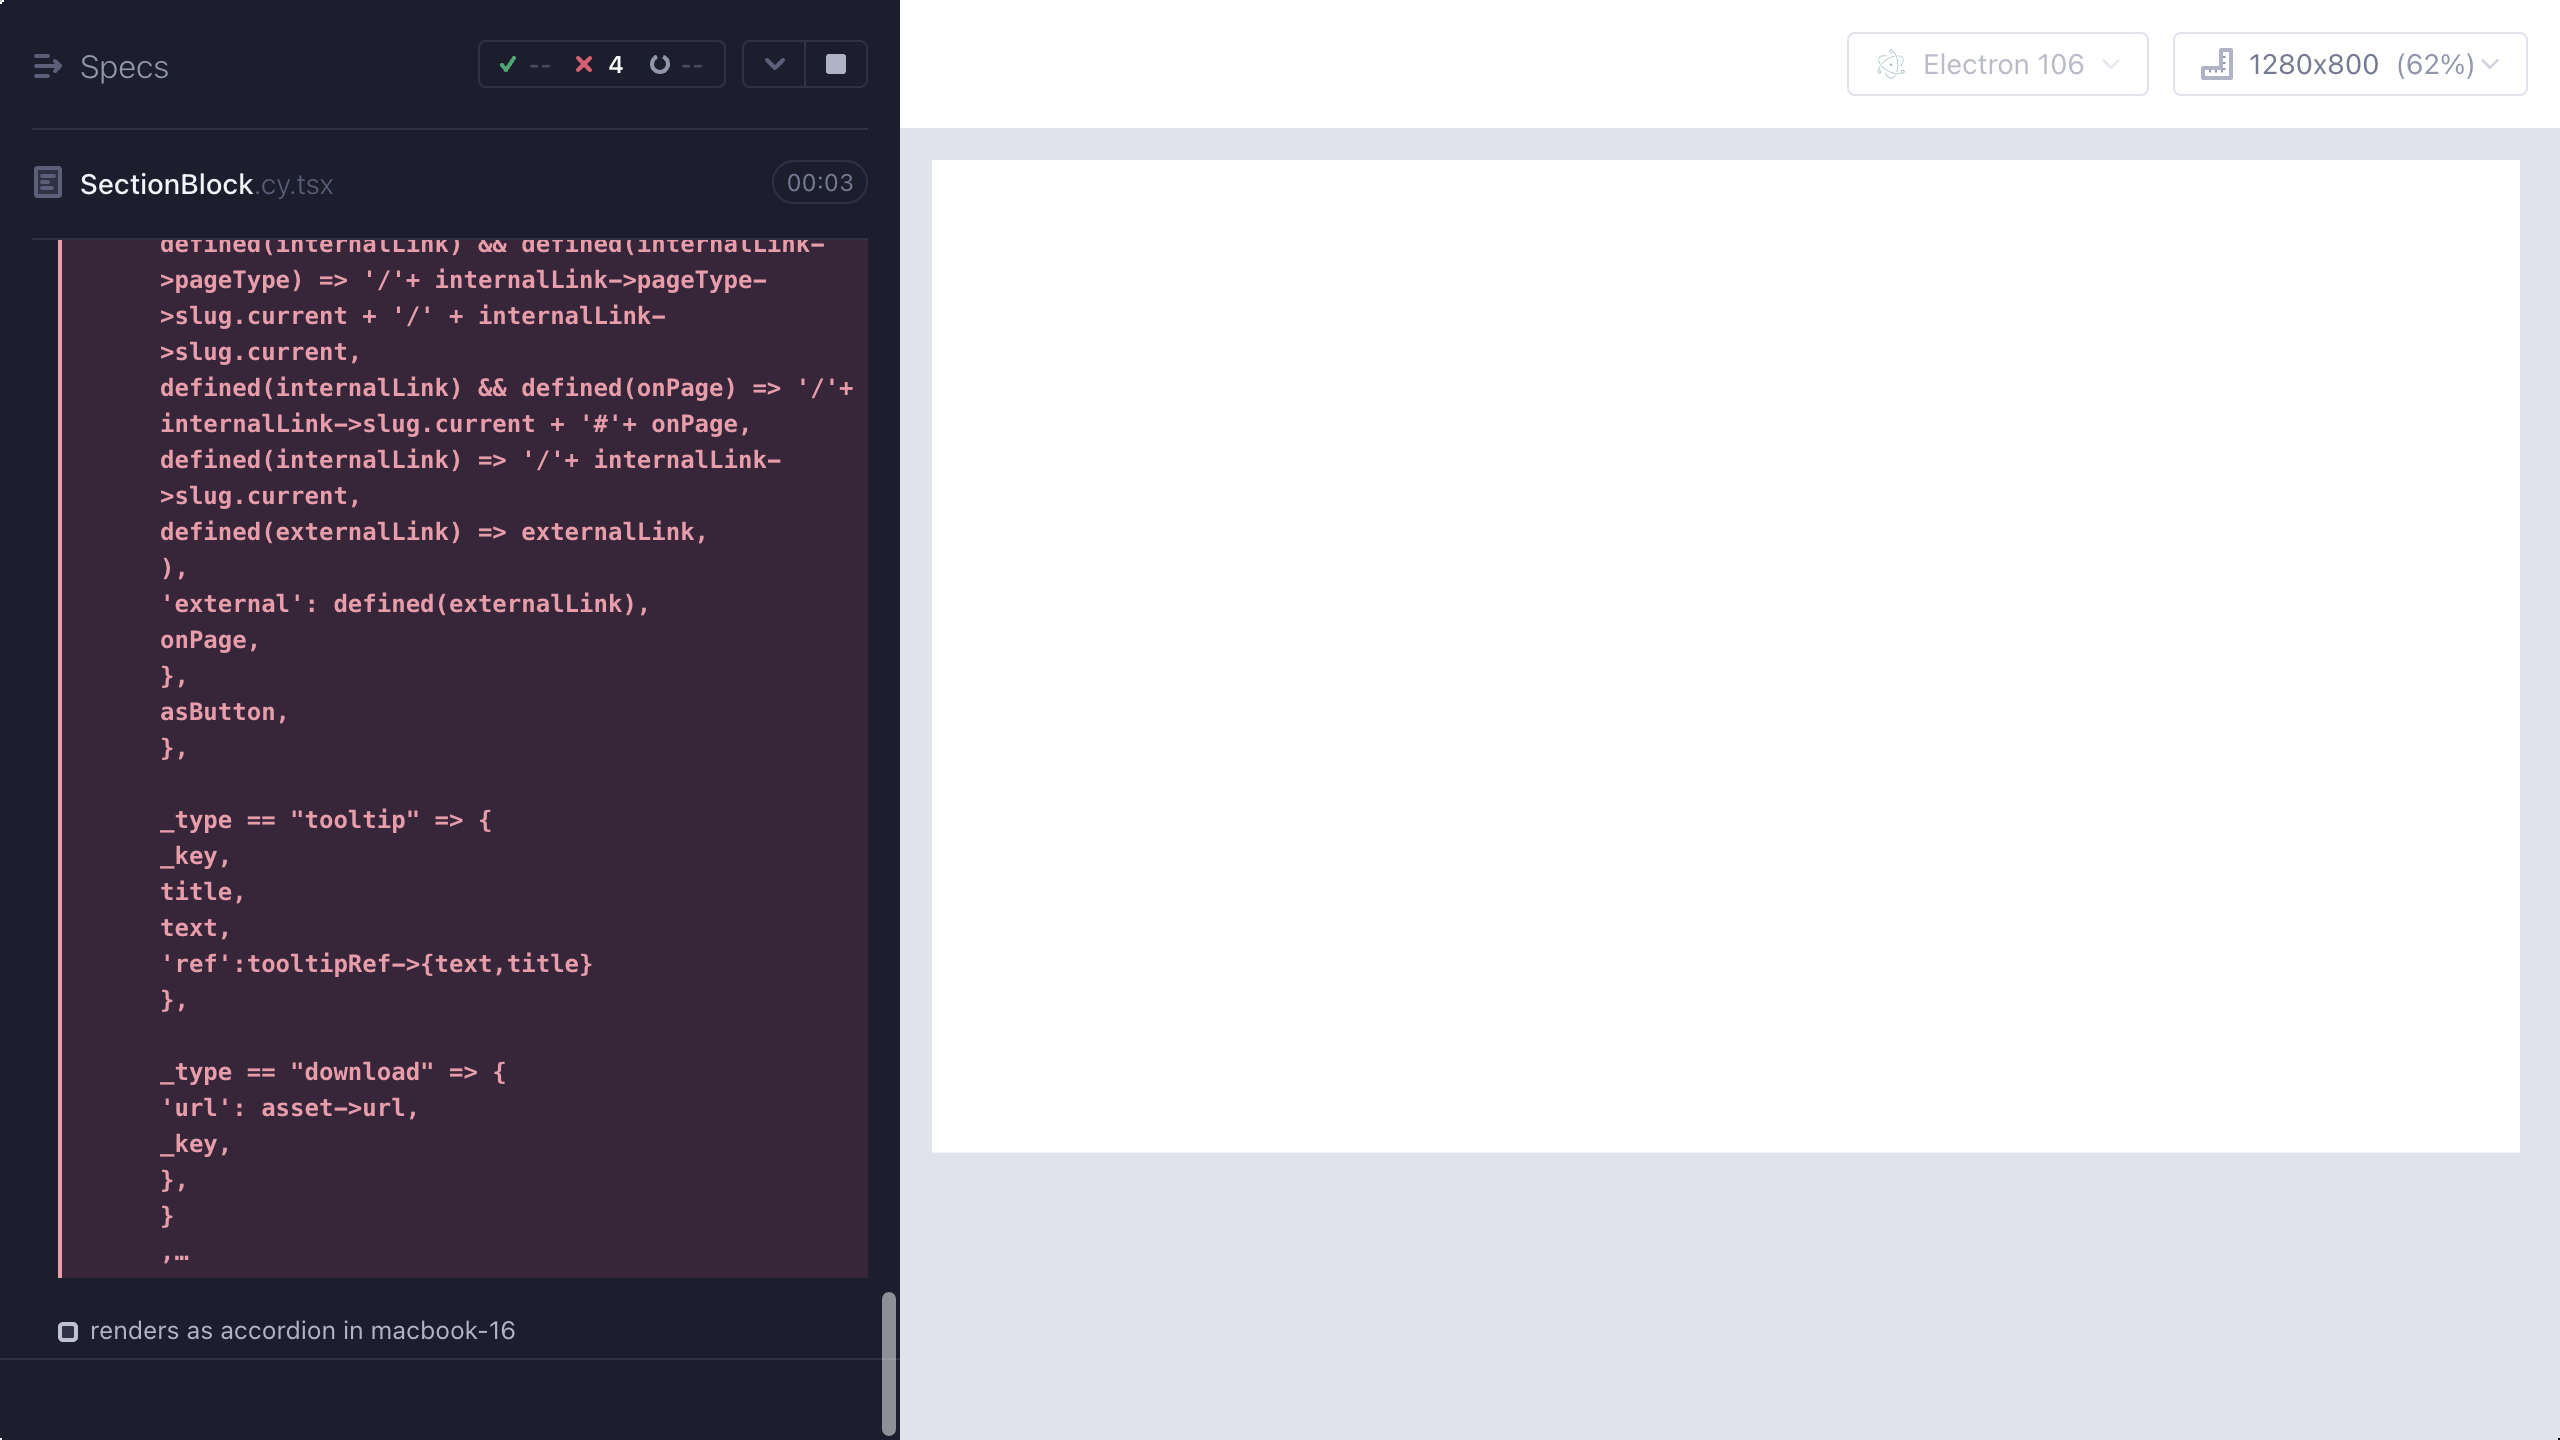 Specs
-- 4 --
Electron 106
1280x800 (62%)
SectionBlock.cy.tsx
00:03
defined(internalLink) && defined(internalLink-
>pageType) => '/'+ internalLink->pageType-
>slug.current + '/' + internalLink-
>slug.current,
defined(internalLink) && defined(onPage) => '/'+
internalLink->slug.current + '#'+ onPage,
defined(internalLink) => '/'+ internalLink-
>slug.current,
defined(externalLink) => externalLink,
),
'external': defined(externalLink),
onPage,
},
asButton,
},
_type == "tooltip" => {
_key,
title,
text,
'ref':tooltipRef->{text,title}
},
_type == "download" => {
'url': asset->url,
_key,
},
}
,…
renders as accordion in macbook-16